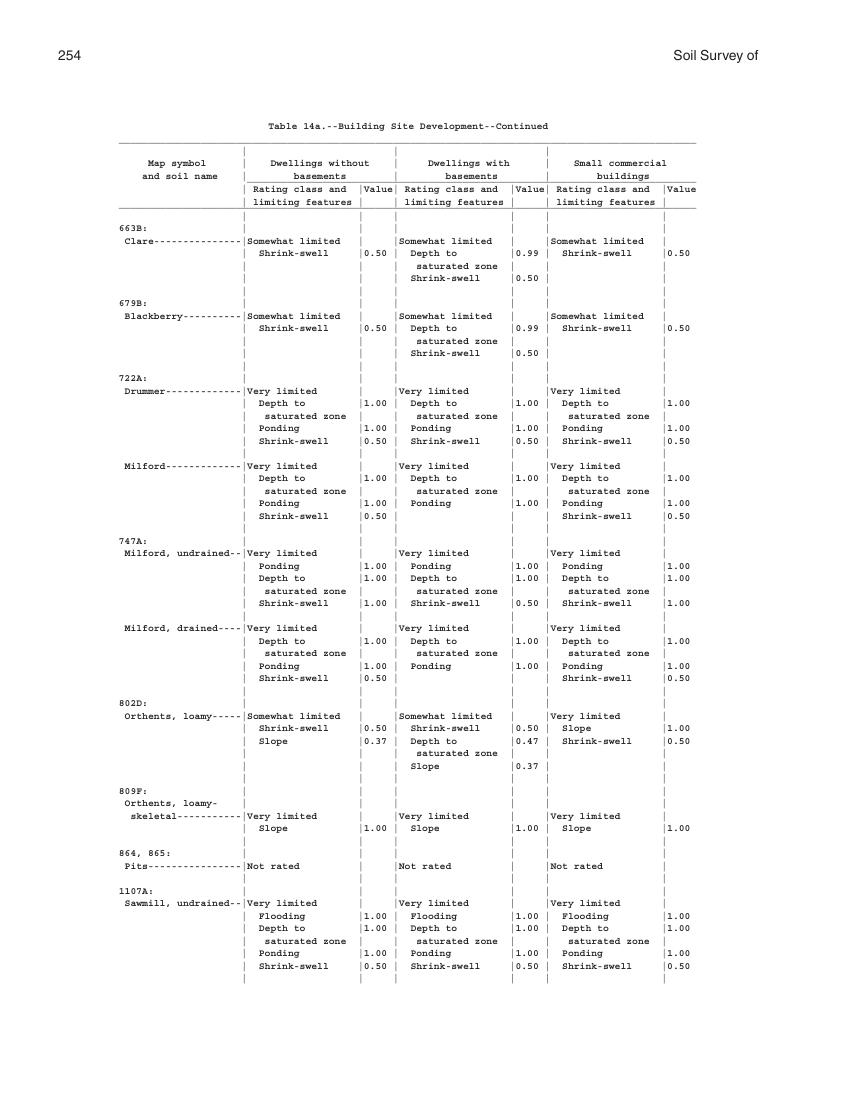 254 Soil Survey of
Table 14a.--Building Site Development--Continued
Map symbol | Dwellings without | Dwellings with | Small commercial
and soil name | basements | basements | buildings
Rating class and |Value| Rating class and |Value| Rating class and |Value
limiting features | | limiting features | | limiting features |
663B:
Clare---------------|Somewhat limited | |Somewhat limited | |Somewhat limited |
Shrink-swell |0.50 | Depth to |0.99 | Shrink-swell |0.50
saturated zone
Shrink-swell |0.50
679B:
Blackberry----------|Somewhat limited | |Somewhat limited | |Somewhat limited |
Shrink-swell |0.50 | Depth to |0.99 | Shrink-swell |0.50
saturated zone
Shrink-swell |0.50
722A:
Drummer-------------|Very limited | |Very limited | |Very limited |
Depth to |1.00 | Depth to |1.00 | Depth to |1.00
saturated zone | | saturated zone | | saturated zone |
Ponding |1.00 | Ponding |1.00 | Ponding |1.00
Shrink-swell |0.50 | Shrink-swell |0.50 | Shrink-swell |0.50
Milford-------------|Very limited | |Very limited | |Very limited |
Depth to |1.00 | Depth to |1.00 | Depth to |1.00
saturated zone | | saturated zone | | saturated zone |
Ponding |1.00 | Ponding |1.00 | Ponding |1.00
Shrink-swell |0.50 | | | Shrink-swell |0.50
747A:
Milford, undrained--|Very limited | |Very limited | |Very limited |
Ponding |1.00 | Ponding |1.00 | Ponding |1.00
Depth to |1.00 | Depth to |1.00 | Depth to |1.00
saturated zone | | saturated zone | | saturated zone |
Shrink-swell |1.00 | Shrink-swell |0.50 | Shrink-swell |1.00
Milford, drained----|Very limited | |Very limited | |Very limited |
Depth to |1.00 | Depth to |1.00 | Depth to |1.00
saturated zone | | saturated zone | | saturated zone |
Ponding |1.00 | Ponding |1.00 | Ponding |1.00
Shrink-swell |0.50 | | | Shrink-swell |0.50
802D:
Orthents, loamy-----|Somewhat limited | |Somewhat limited | |Very limited |
Shrink-swell |0.50 | Shrink-swell |0.50 | Slope |1.00
Slope |0.37 | Depth to |0.47 | Shrink-swell |0.50
saturated zone
Slope |0.37
809F:
Orthents, loamy-
skeletal-----------|Very limited | |Very limited | |Very limited |
Slope |1.00 | Slope |1.00 | Slope |1.00
864, 865:
Pits----------------|Not rated | |Not rated | |Not rated |
1107A:
Sawmill, undrained--|Very limited | |Very limited | |Very limited |
Flooding |1.00 | Flooding |1.00 | Flooding |1.00
Depth to |1.00 | Depth to |1.00 | Depth to |1.00
saturated zone | | saturated zone | | saturated zone |
Ponding |1.00 | Ponding |1.00 | Ponding |1.00
Shrink-swell |0.50 | Shrink-swell |0.50 | Shrink-swell |0.50